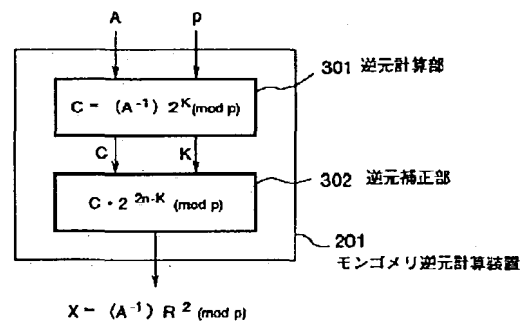 A p
301 逆元計算部
C = (A⁻¹) 2ᴷ (mod p)
C K
302 逆元補正部
C・2²ⁿ⁻ᴷ (mod p)
201
モンゴメリ逆元計算装置
X = (A⁻¹) R² (mod p)